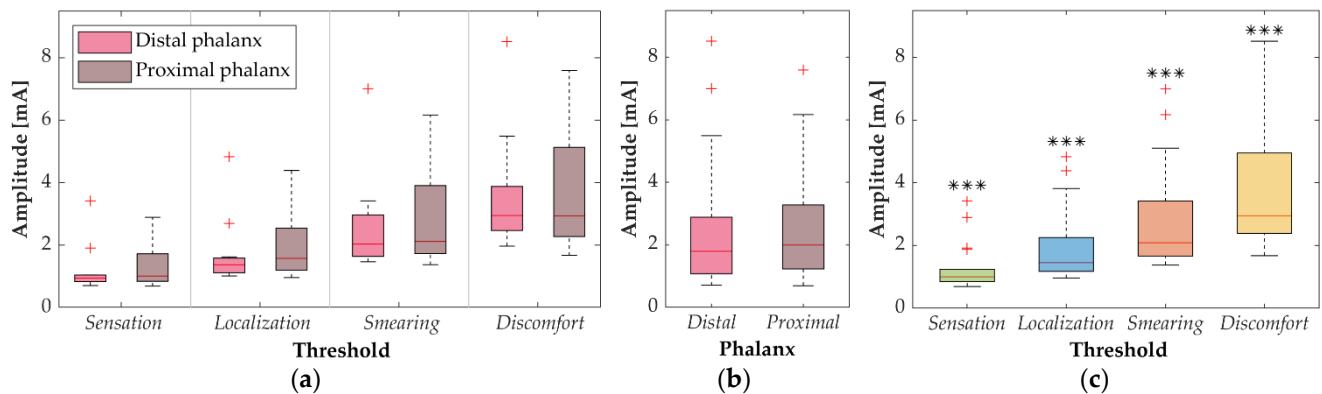 Amplitude [mA]
8
6
4
2
0
Distal phalanx
Proximal phalanx
Sensation Localization Smearing Discomfort
Threshold
(a)
Amplitude [mA]
8
6
4
2
0
Distal Proximal
Phalanx
(b)
Amplitude [mA]
8
6
4
2
0
*** *** *** ***
Sensation Localization Smearing Discomfort
Threshold
(c)